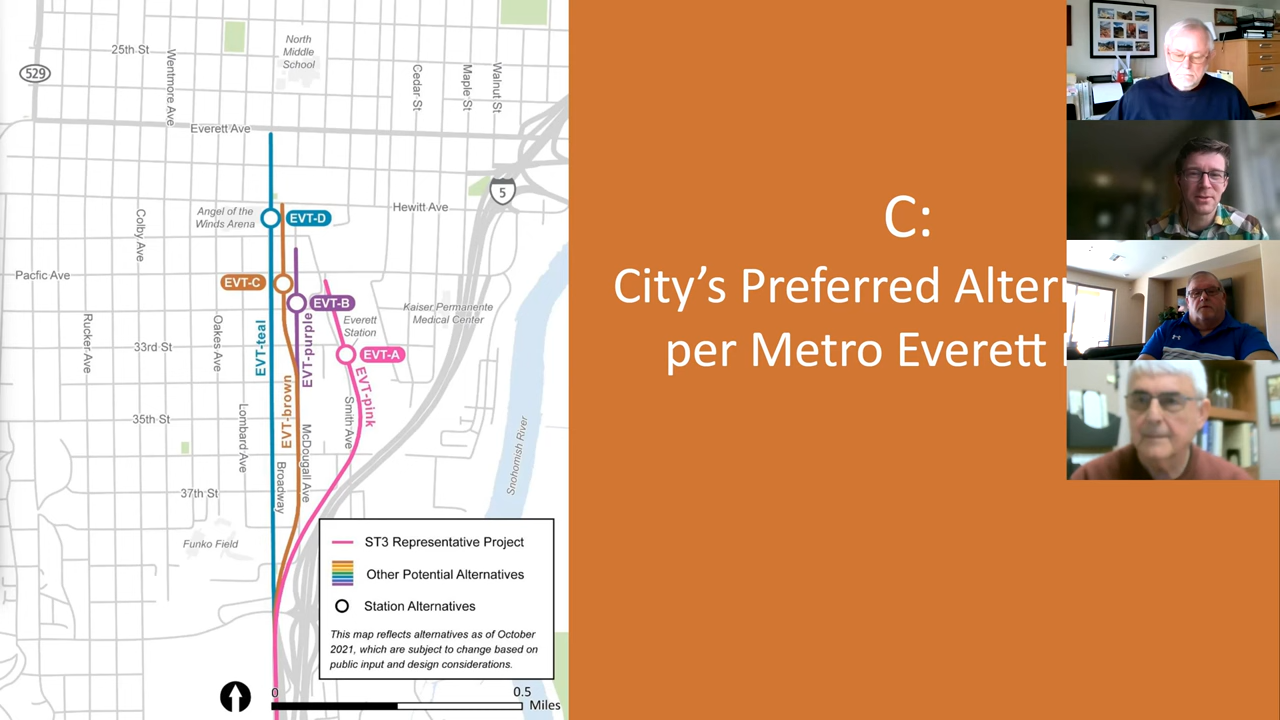 25th St
Wentmore Ave
North
Middle
School
Cedar St
Maple St
Walnut St
529
Everett Ave
5
Colby Ave
Angel of the
Winds Arena
EVT-D
Hewitt Ave
Pacfic Ave
EVT-C
EVT-B
Kaiser Permanente
Medical Center
Everett
Station
Rucker Ave
Oakes Ave
33rd St
EVT-teal
EVT-purple
EVT-A
EVT-brown
EVT-pink
Smith Ave
35th St
Lombard Ave
McDougall Ave
Broadway
Snohomish River
37th St
Funko Field
ST3 Representative Project
Other Potential Alternatives
Station Alternatives
This map reflects alternatives as of October
2021, which are subject to change based on
public input and design considerations.
0
0.5
Miles
C:
City’s Preferred Altern
per Metro Everett